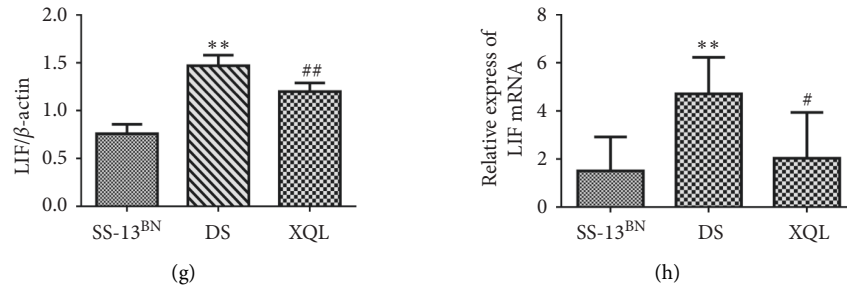 LIF/β-actin
2.0
1.5
1.0
0.5
0.0
**
##
SS-13ᴮᴺ DS XQL
(g)
Relative express of
LIF mRNA
8
6
4
2
0
**
#
SS-13ᴮᴺ DS XQL
(h)